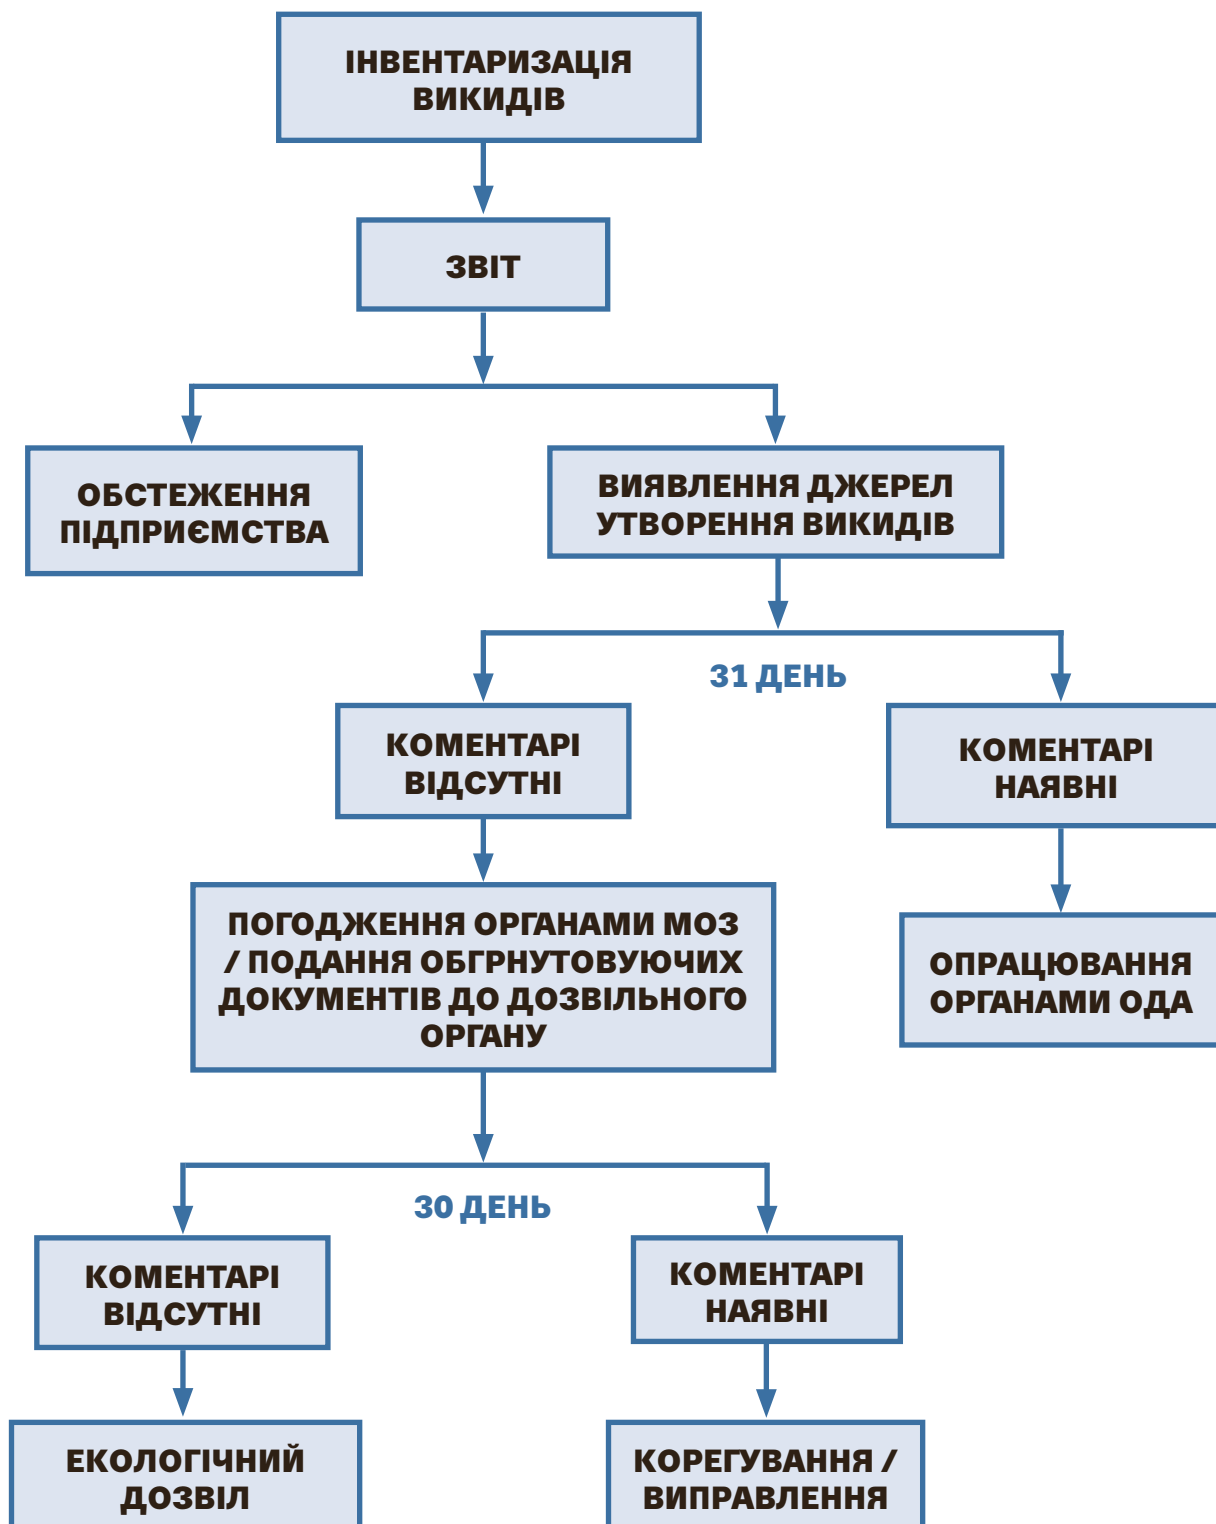 ІНВЕНТАРИЗАЦІЯ
ВИКИДІВ
ЗВІТ
ОБСТЕЖЕННЯ
ПІДПРИЄМСТВА
ВИЯВЛЕННЯ ДЖЕРЕЛ
УТВОРЕННЯ ВИКИДІВ
31 ДЕНЬ
КОМЕНТАРІ
ВІДСУТНІ
КОМЕНТАРІ
НАЯВНІ
ПОГОДЖЕННЯ ОРГАНАМИ МОЗ
/ ПОДАННЯ ОБГРНУТОВУЮЧИХ
ДОКУМЕНТІВ ДО ДОЗВІЛЬНОГО
ОРГАНУ
ОПРАЦЮВАННЯ
ОРГАНАМИ ОДА
30 ДЕНЬ
КОМЕНТАРІ
ВІДСУТНІ
КОМЕНТАРІ
НАЯВНІ
ЕКОЛОГІЧНИЙ
ДОЗВІЛ
КОРЕГУВАННЯ /
ВИПРАВЛЕННЯ